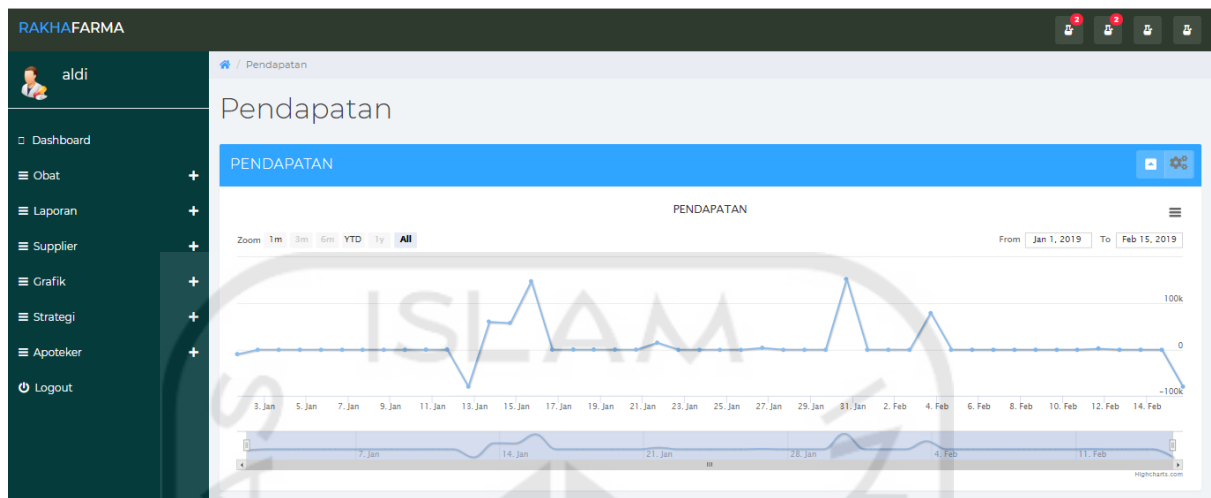 RAKHAFARMA
2 2
aldi
/ Pendapatan
Pendapatan
Dashboard
Obat +
Laporan +
Supplier +
Grafik +
Strategi +
Apoteker +
Logout
PENDAPATAN
PENDAPATAN
Zoom 1m 3m 6m YTD 1y All
From Jan 1, 2019 To Feb 15, 2019
100k
0
-100k
3. Jan 5. Jan 7. Jan 9. Jan 11. Jan 13. Jan 15. Jan 17. Jan 19. Jan 21. Jan 23. Jan 25. Jan 27. Jan 29. Jan 31. Jan 2. Feb 4. Feb 6. Feb 8. Feb 10. Feb 12. Feb 14. Feb
7. Jan 14. Jan 21. Jan 28. Jan 4. Feb 11. Feb
Highcharts.com
ISLAM